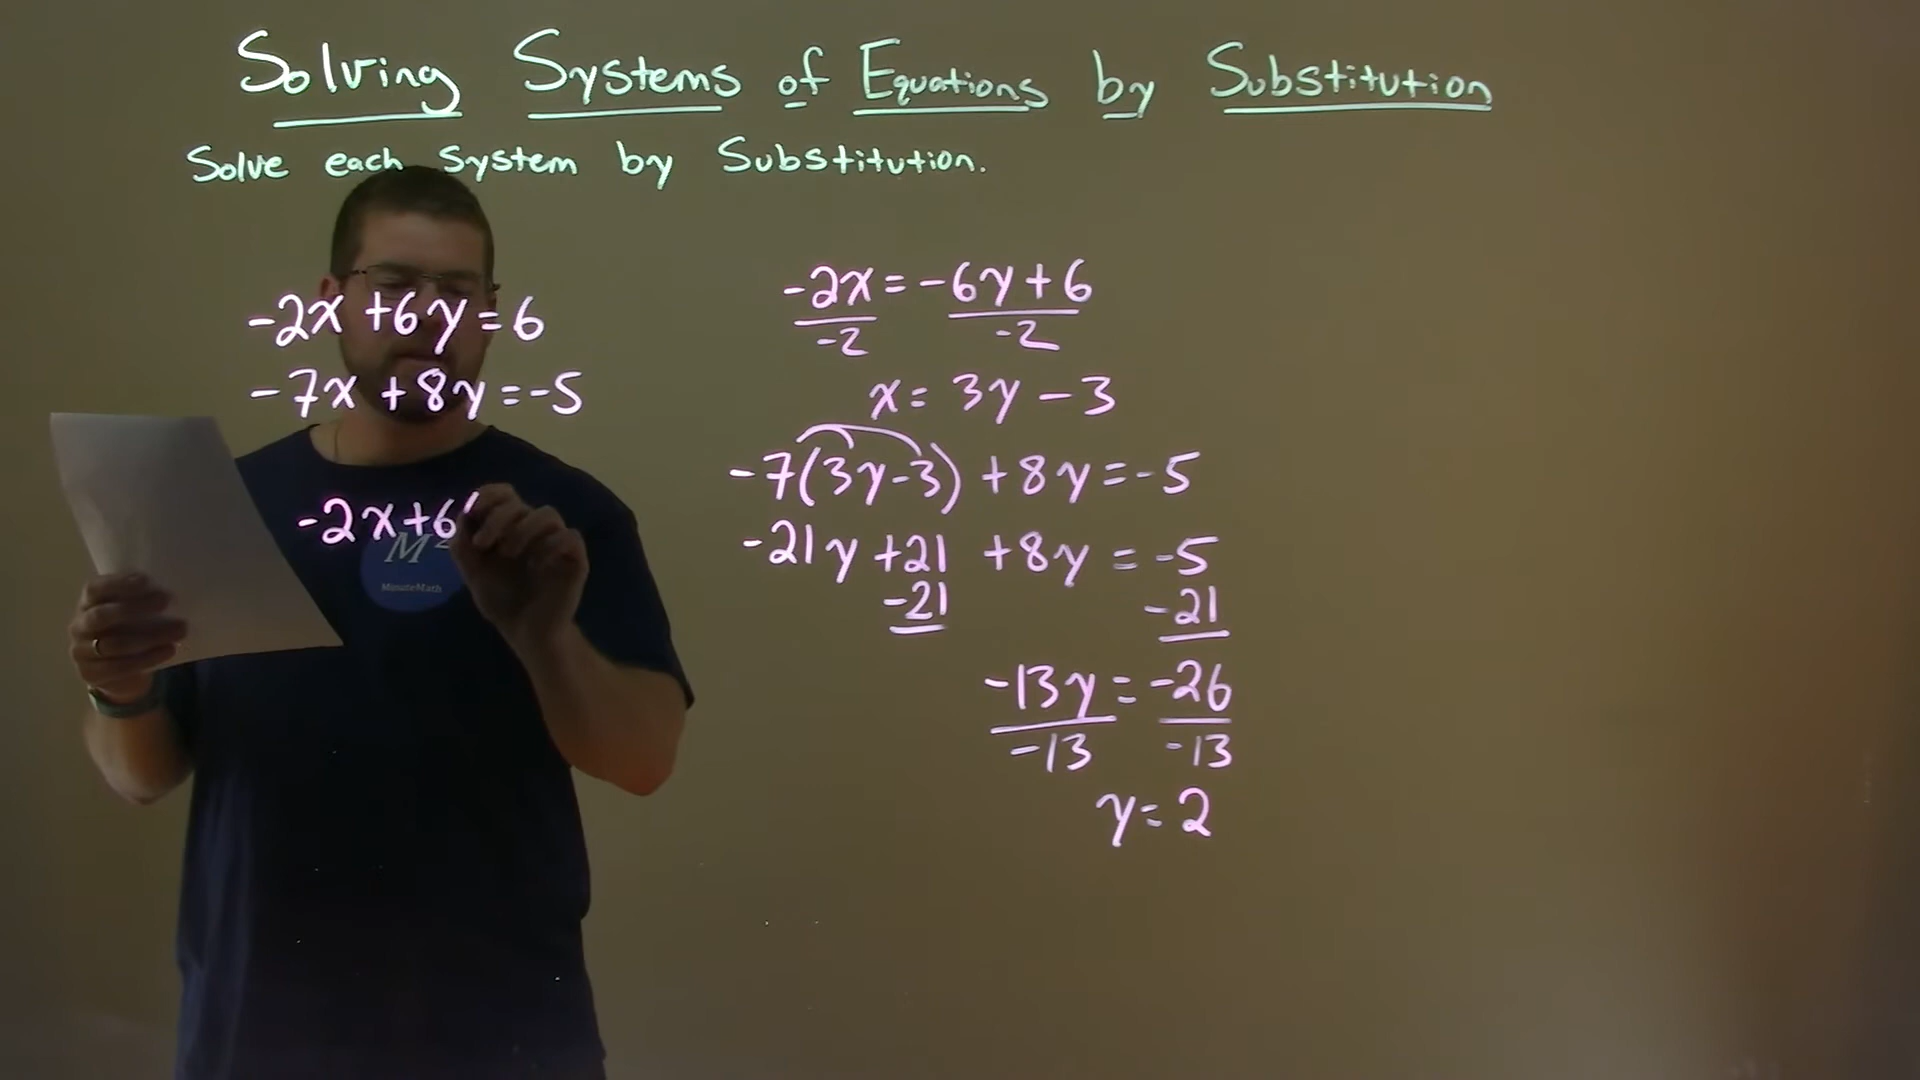 Solving Systems of Equations by Substitution
Solve each System by Substitution.
-2x +6y = 6
-7x + 8y = -5
-2x+6(
M²
MinuteMath
-2x = -6y + 6
-2 -2
x = 3y - 3
-7(3y-3) + 8y = -5
-21y +21 +8y = -5
-21 -21
-13y = -26
-13 -13
y = 2